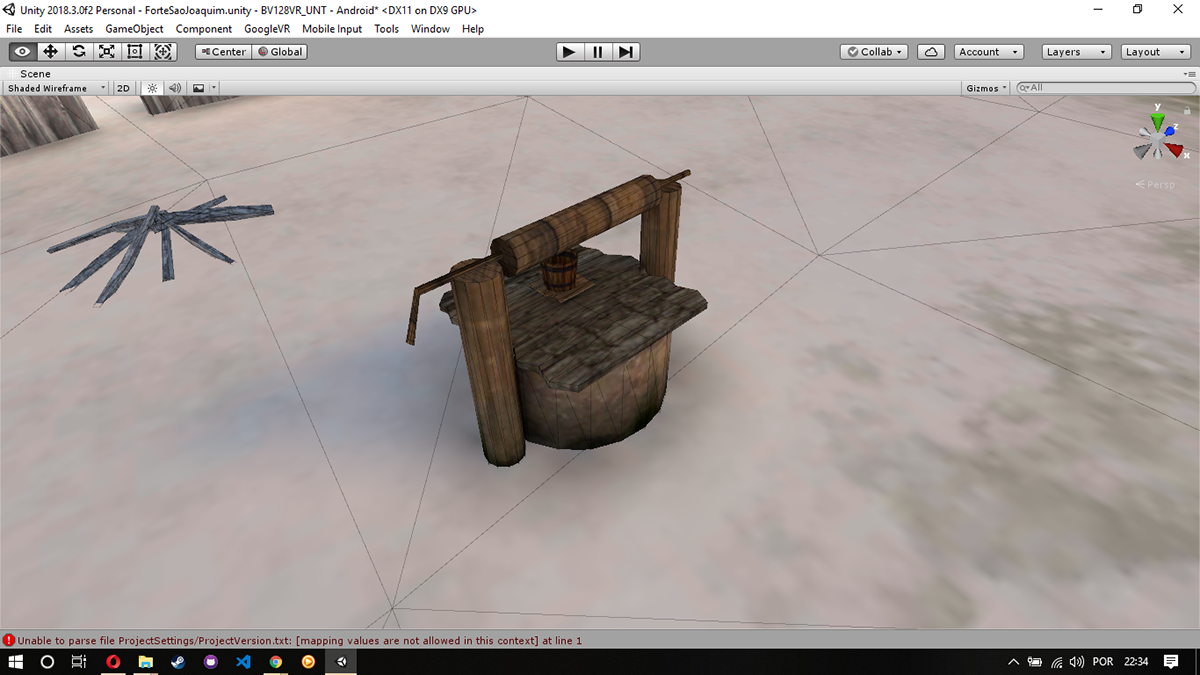 Unity 2018.3.0f2 Personal - ForteSaoJoaquim.unity - BV128VR_UNT - Android* <DX11 on DX9 GPU>
File Edit Assets GameObject Component GoogleVR Mobile Input Tools Window Help
Center Global Collab Account Layers Layout
Scene
Shaded Wireframe 2D Gizmos All
y
z
x
Persp
Unable to parse file ProjectSettings/ProjectVersion.txt: [mapping values are not allowed in this context] at line 1
POR 22:34